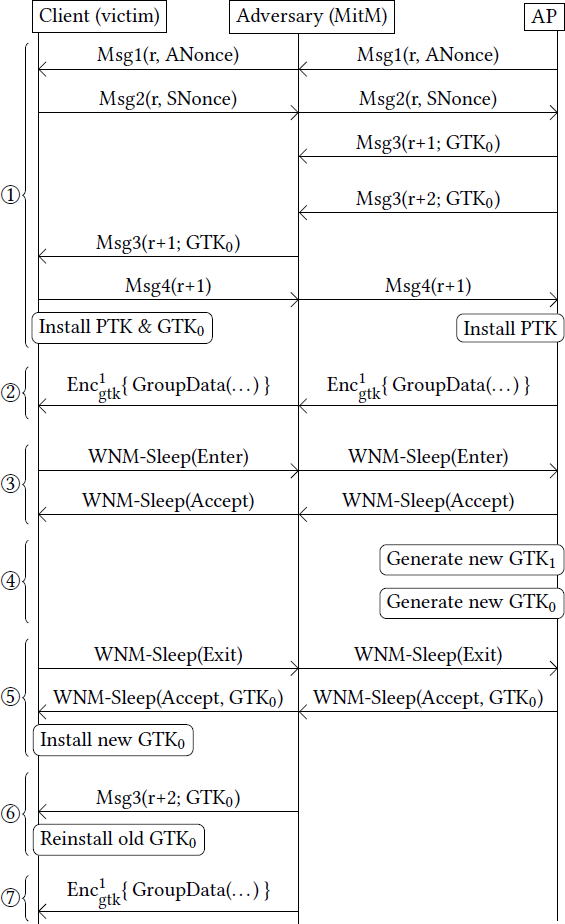 Client (victim) Adversary (MitM) AP
Msg1(r, ANonce) Msg1(r, ANonce)
Msg2(r, SNonce) Msg2(r, SNonce)
Msg3(r+1; GTK₀)
①
Msg3(r+2; GTK₀)
Msg3(r+1; GTK₀)
Msg4(r+1) Msg4(r+1)
Install PTK & GTK₀ Install PTK
② Enc¹gtk{ GroupData(…) } Enc¹gtk{ GroupData(…) }
WNM-Sleep(Enter) WNM-Sleep(Enter)
③
WNM-Sleep(Accept) WNM-Sleep(Accept)
Generate new GTK₁
④
Generate new GTK₀
WNM-Sleep(Exit) WNM-Sleep(Exit)
⑤ WNM-Sleep(Accept, GTK₀) WNM-Sleep(Accept, GTK₀)
Install new GTK₀
Msg3(r+2; GTK₀)
⑥
Reinstall old GTK₀
⑦ Enc¹gtk{ GroupData(…) }